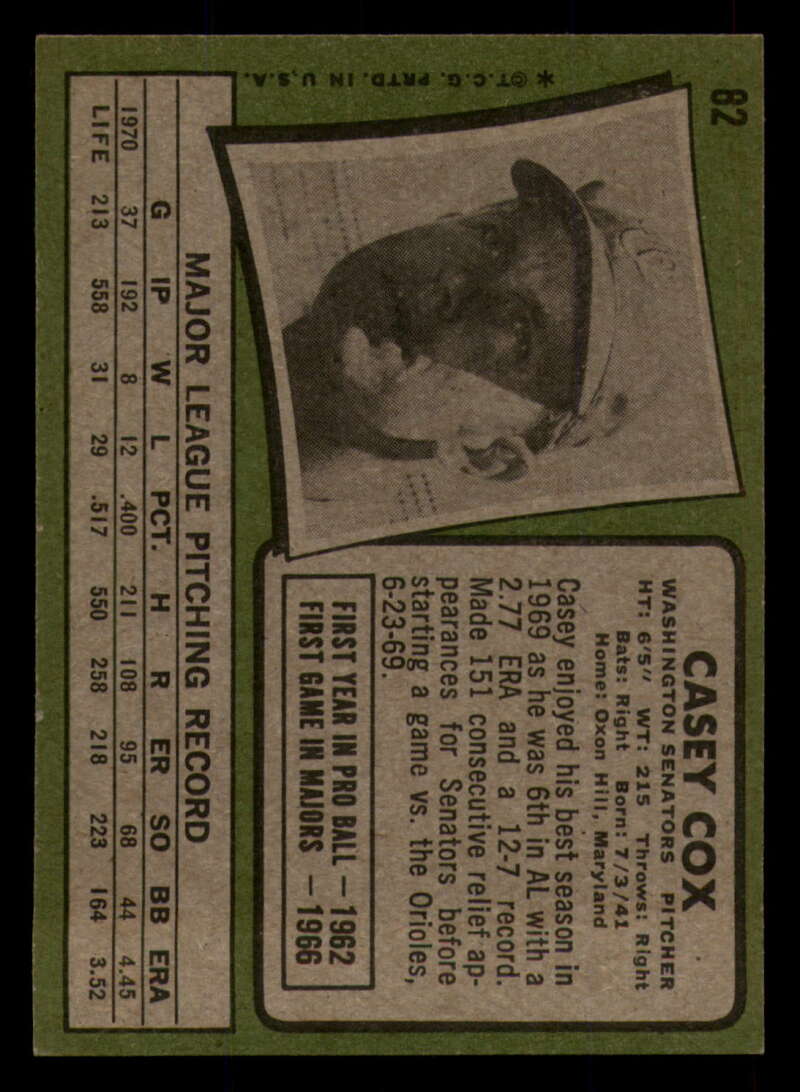 82
* ©T.C.G. PRTD. IN U.S.A.
CASEY COX
WASHINGTON SENATORS PITCHER
HT: 6'5" WT: 215 Throws: Right
Bats: Right Born: 7/3/41
Home: Oxon Hill, Maryland
Casey enjoyed his best season in
1969 as he was 6th in AL with a
2.77 ERA and a 12-7 record.
Made 151 consecutive relief ap-
pearances for Senators before
starting a game vs. the Orioles,
6-23-69.
FIRST YEAR IN PRO BALL — 1962
FIRST GAME IN MAJORS — 1966
MAJOR LEAGUE PITCHING RECORD
G IP W L PCT. H R ER SO BB ERA
1970 37 192 8 12 .400 211 108 95 68 44 4.45
LIFE 213 558 31 29 .517 550 258 218 223 164 3.52